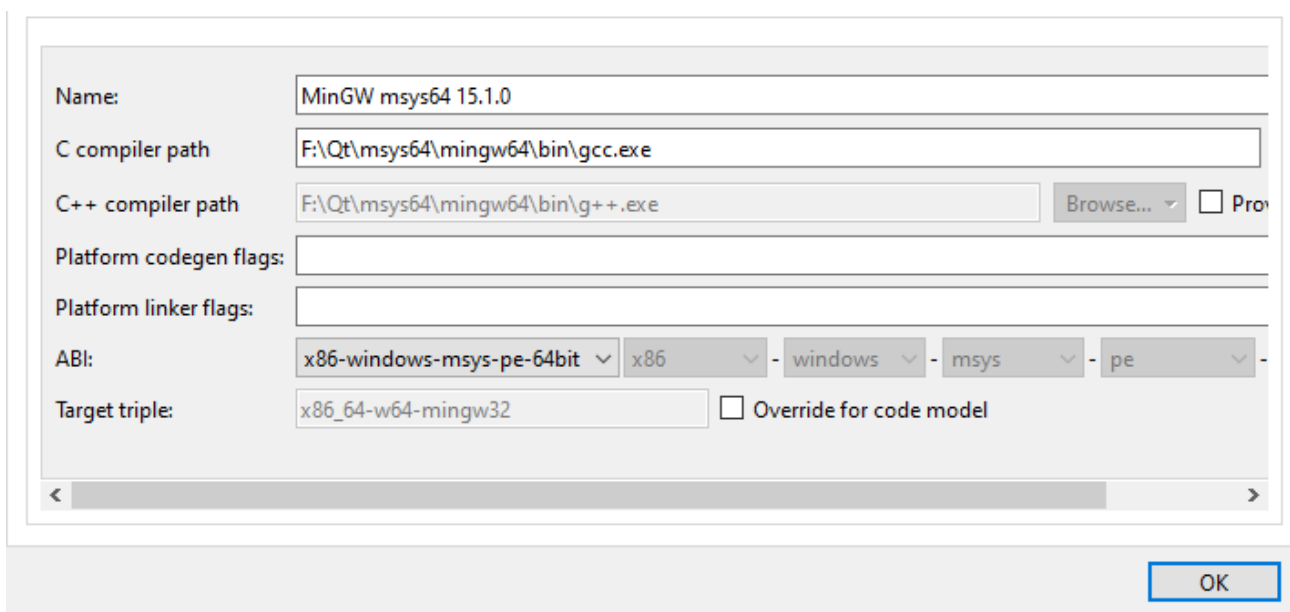 Name: MinGW msys64 15.1.0
C compiler path F:\Qt\msys64\mingw64\bin\gcc.exe
C++ compiler path F:\Qt\msys64\mingw64\bin\g++.exe Browse...
Platform codegen flags:
Platform linker flags:
ABI: x86-windows-msys-pe-64bit x86 - windows - msys - pe -
Target triple: x86_64-w64-mingw32 Override for code model
OK